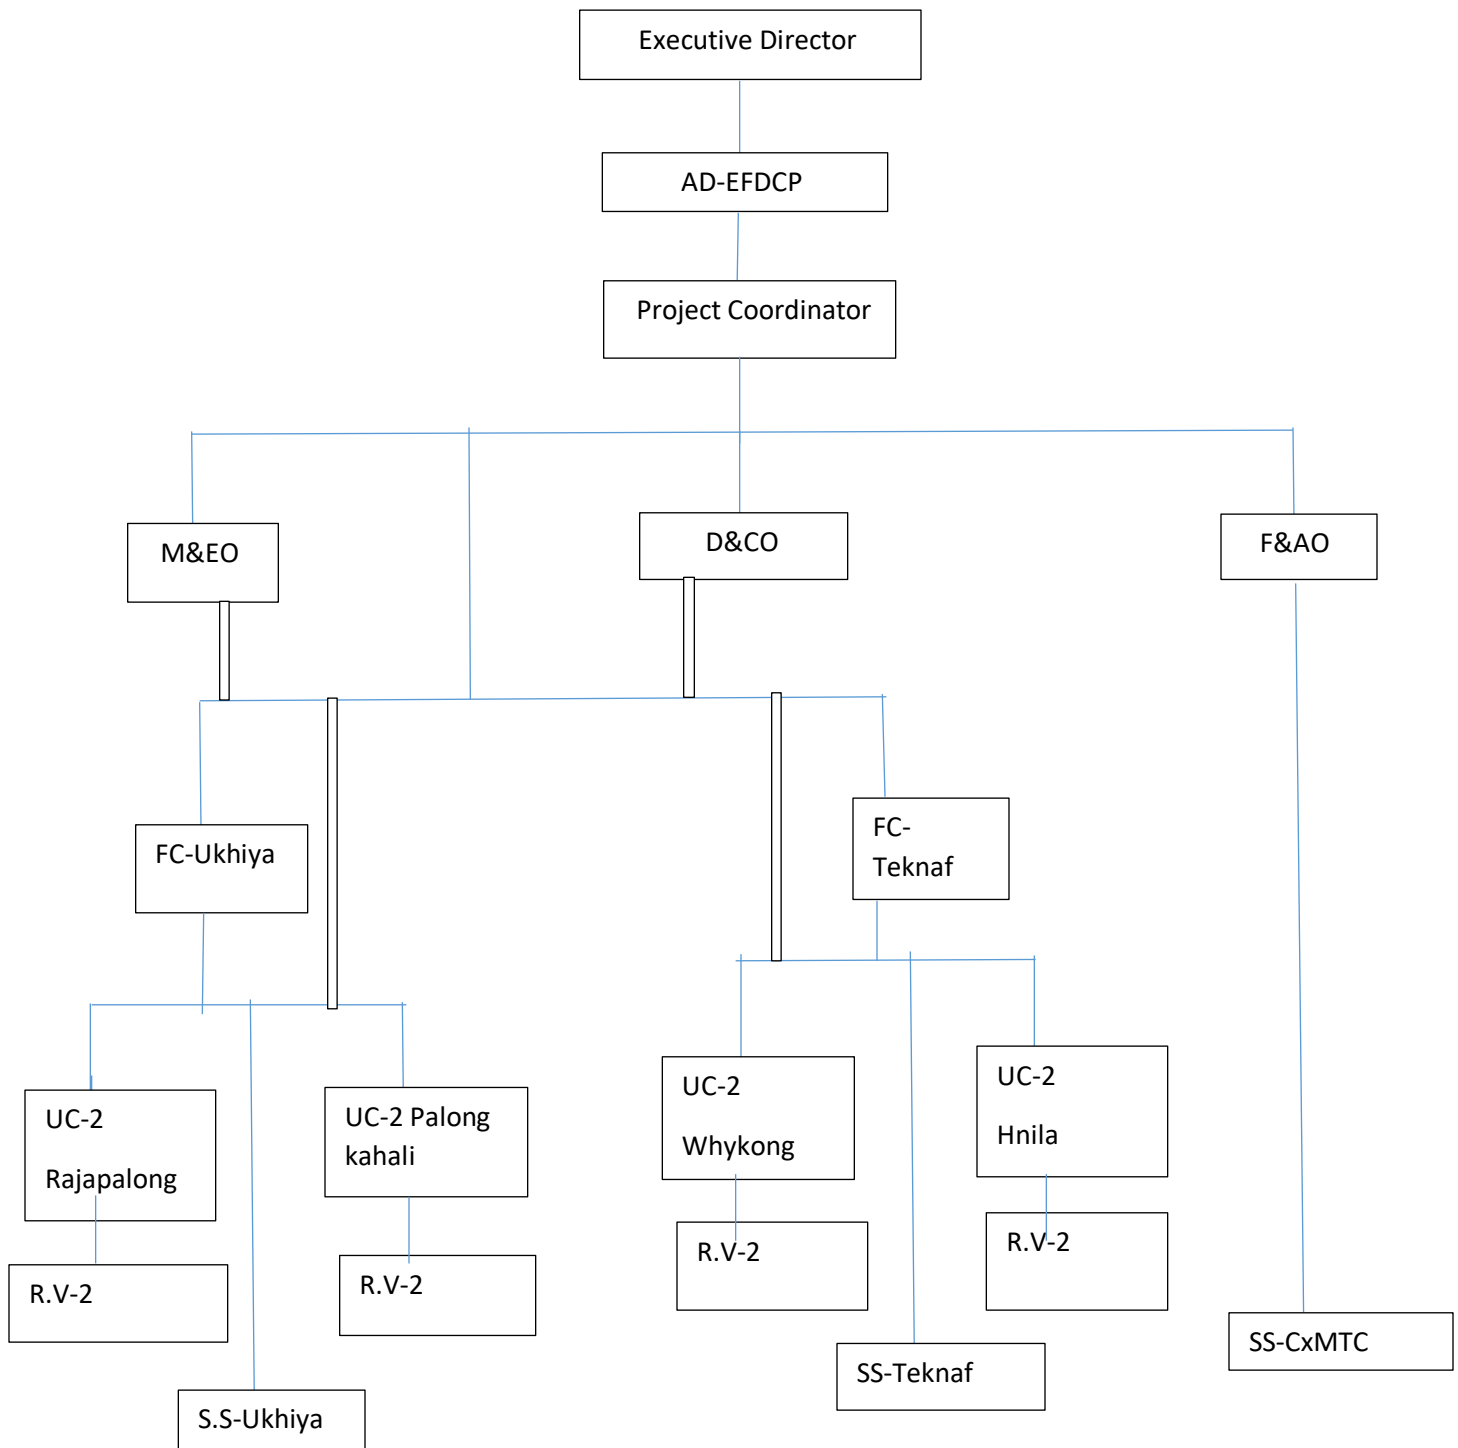 Executive Director
AD-EFDCP
Project Coordinator
M&EO
D&CO
F&AO
FC-Ukhiya
FC-
Teknaf
UC-2
Rajapalong
UC-2 Palong
kahali
UC-2
Whykong
UC-2
Hnila
R.V-2
R.V-2
R.V-2
R.V-2
SS-CxMTC
SS-Teknaf
S.S-Ukhiya